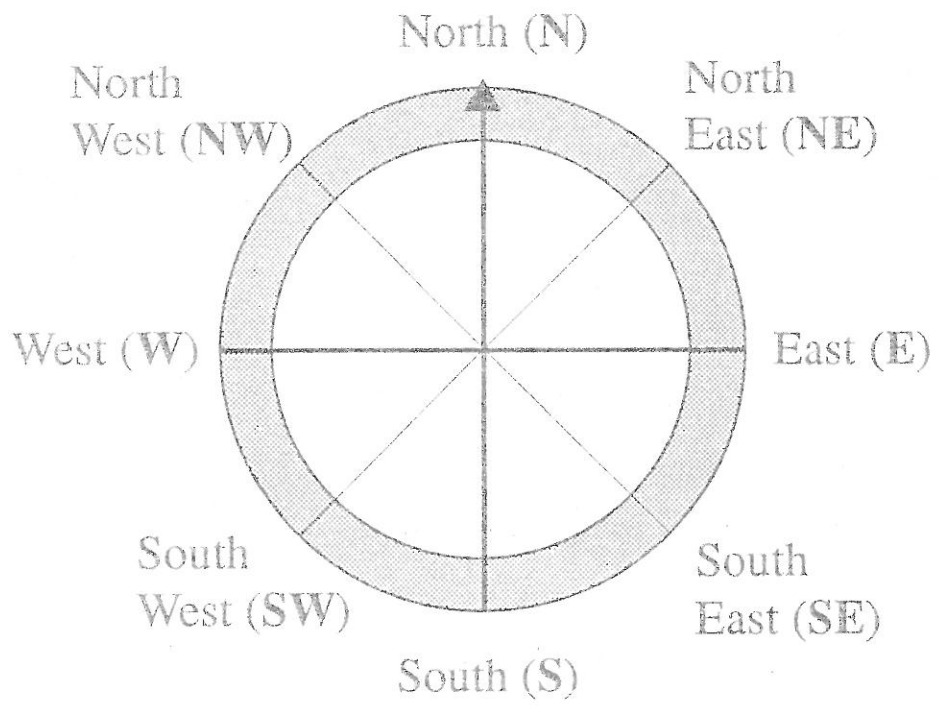 North (N)
North
West (NW)
North
East (NE)
West (W)
East (E)
South
West (SW)
South
East (SE)
South (S)